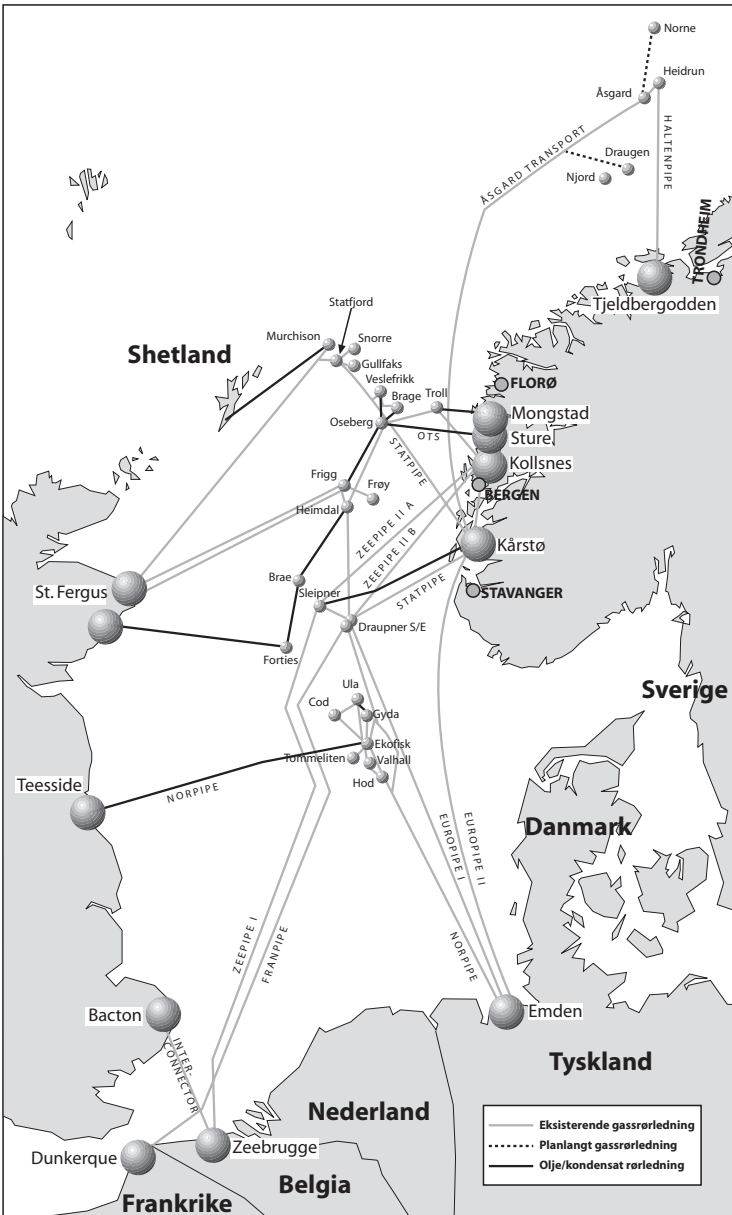 Norne
Heidrun
Åsgard
HALTENPIPE
ÅSGARD TRANSPORT
Draugen
Njord
TRONDHEIM
Tjeldbergodden
Statfjord
Murchison
Snorre
Shetland
Gullfaks
Veslefrikk
FLORØ
Brage
Troll
Mongstad
Oseberg
OTS
Sture
STATPIPE
Kollsnes
Frigg
Frøy
BERGEN
Heimdal
ZEEPIPE II A
ZEEPIPE II B
Kårstø
Brae
Sleipner
STATPIPE
STAVANGER
St. Fergus
Draupner S/E
Forties
Ula
Sverige
Cod
Gyda
Ekofisk
Tommeliten
Valhall
Teesside
Hod
NORPIPE
EUROPIPE I
EUROPIPE II
Danmark
ZEEPIPE I
FRANPIPE
NORPIPE
Bacton
Emden
INTER-
CONNECTOR
Tyskland
Nederland
Eksisterende gassrørledning
Planlangt gassrørledning
Olje/kondensat rørledning
Zeebrugge
Dunkerque
Belgia
Frankrike